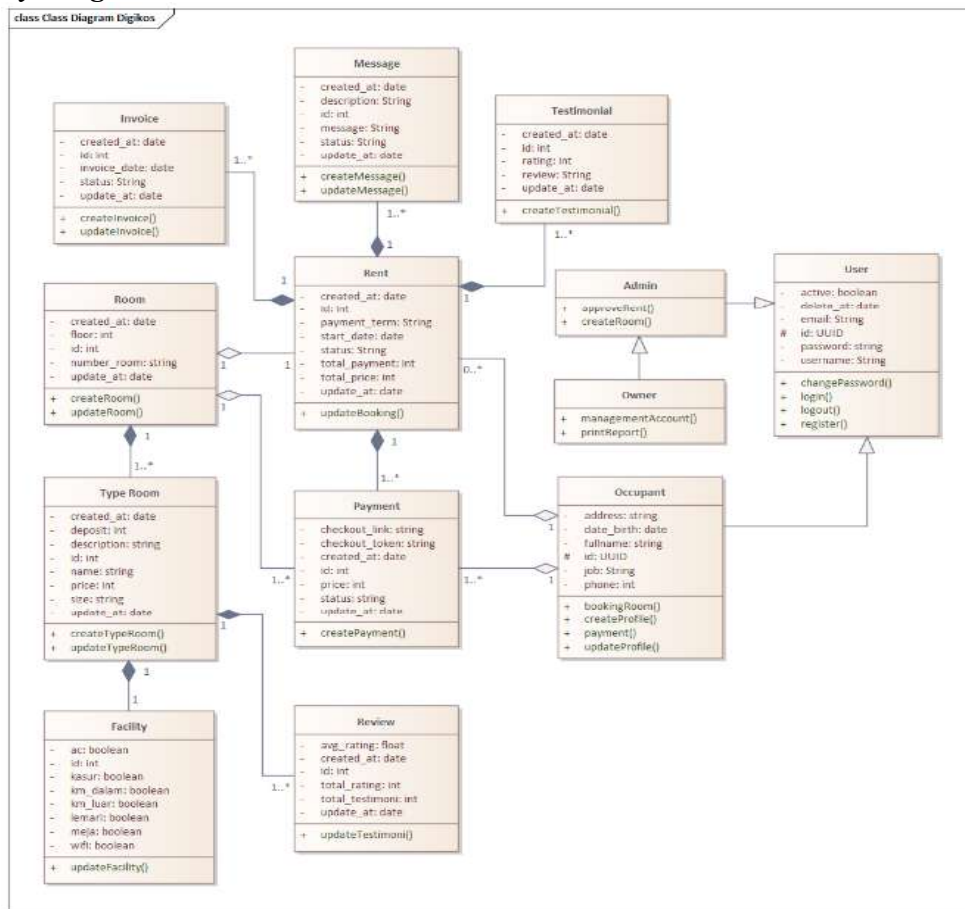 class Class Diagram Digikos
Message
- created_at: date
- description: String
- id: int
- message: String
- status: String
- update_at: date
+ createMessage()
+ updateMessage()
Invoice
- created_at: date
- id: int
- invoice_date: date
- status: String
- update_at: date
+ createInvoice()
+ updateInvoice()
Testimonial
- created_at: date
- id: int
- rating: int
- review: String
- update_at: date
+ createTestimonial()
1..*
1..*
1..*
1
1
1
Rent
- created_at: date
- id: int
- payment_term: String
- start_date: date
- status: String
- total_payment: int
- total_price: int
- update_at: date
+ updateBooking()
Room
- created_at: date
- floor: int
- id: int
- number_room: string
- update_at: date
+ createRoom()
+ updateRoom()
1
1
1
Admin
+ approveRent()
+ createRoom()
User
- active: boolean
- delete_at: date
- email: String
# id: UUID
- password: string
- username: String
+ changePassword()
+ login()
+ logout()
+ register()
Owner
+ managementAccount()
+ printReport()
0..*
1
1
1..*
1..*
Type Room
- created_at: date
- deposit: int
- description: string
- id: int
- name: string
- price: int
- size: string
- update_at: date
+ createTypeRoom()
+ updateTypeRoom()
Payment
- checkout_link: string
- checkout_token: string
- created_at: date
- id: int
- price: int
- status: string
- update_at: date
+ createPayment()
Occupant
- address: string
- date_birth: date
- fullname: string
# id: UUID
- job: String
- phone: int
+ bookingRoom()
+ createProfile()
+ payment()
+ updateProfile()
1
1..*
1..*
1
1
1
1
Facility
- ac: boolean
- id: int
- kasur: boolean
- km_dalam: boolean
- km_luar: boolean
- lemari: boolean
- meja: boolean
- wifi: boolean
+ updateFacility()
Review
- avg_rating: float
- created_at: date
- id: int
- total_rating: int
- total_testimoni: int
- update_at: date
+ updateTestimoni()
1..*